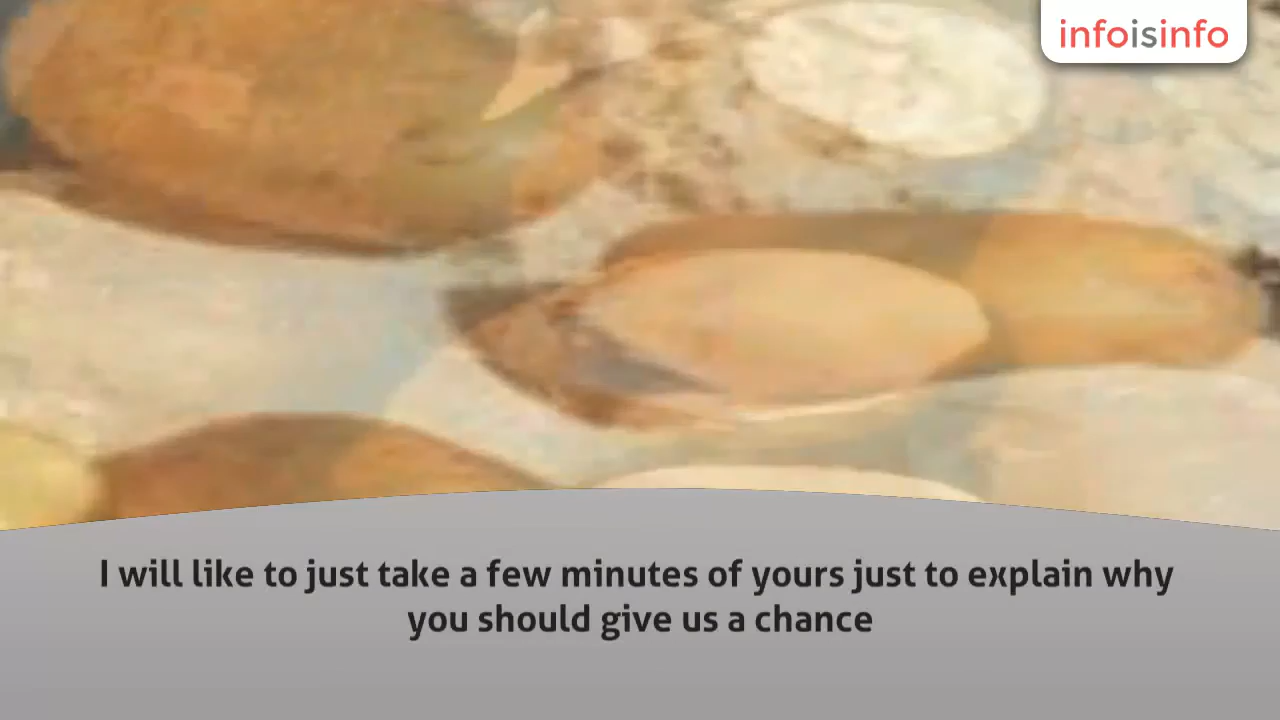 infoisinfo
I will like to just take a few minutes of yours just to explain why
you should give us a chance